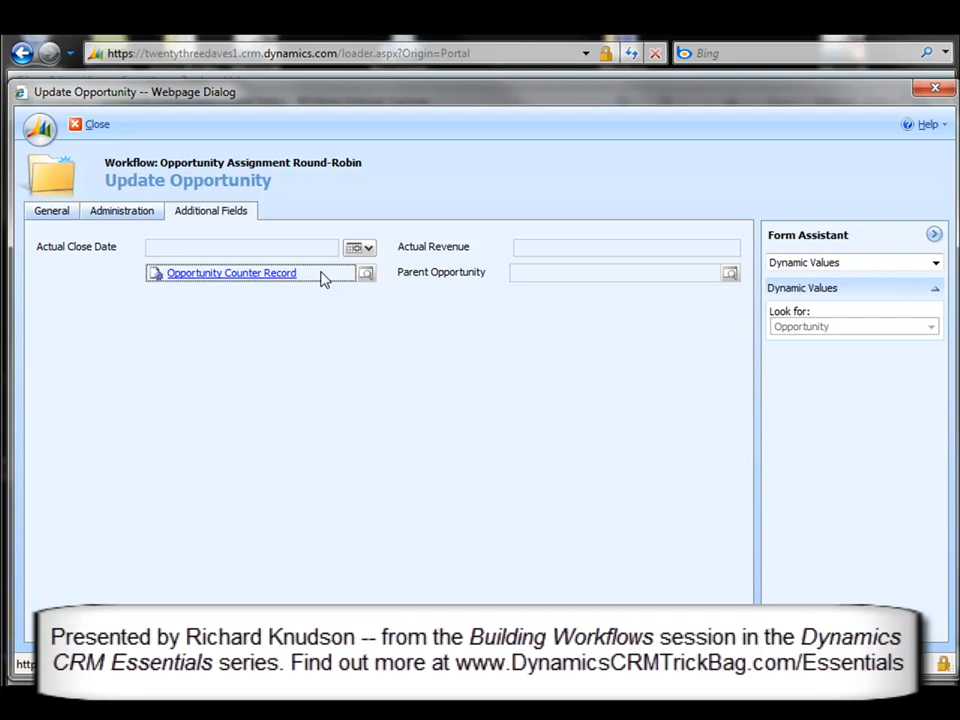 https://twentythreedaves1.crm.dynamics.com/loader.aspx?Origin=Portal
Bing
Update Opportunity -- Webpage Dialog
Close
Help
Workflow: Opportunity Assignment Round-Robin
Update Opportunity
General
Administration
Additional Fields
Actual Close Date
Actual Revenue
Opportunity Counter Record
Parent Opportunity
Form Assistant
Dynamic Values
Dynamic Values
Look for:
Opportunity
Presented by Richard Knudson -- from the Building Workflows session in the Dynamics
CRM Essentials series. Find out more at www.DynamicsCRMTrickBag.com/Essentials